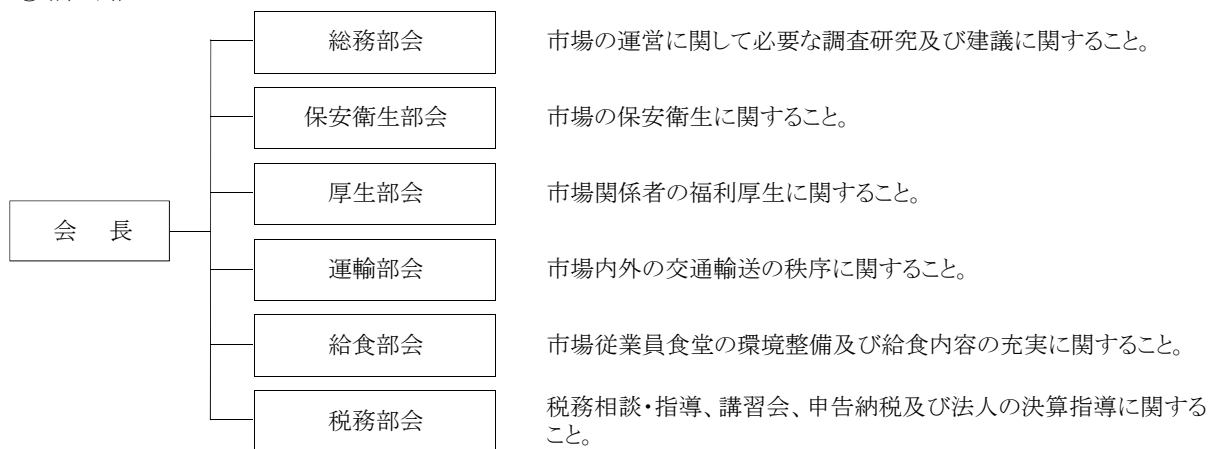 総務部会 市場の運営に関して必要な調査研究及び建議に関すること。
保安衛生部会 市場の保安衛生に関すること。
厚生部会 市場関係者の福利厚生に関すること。
会 長
運輸部会 市場内外の交通輸送の秩序に関すること。
給食部会 市場従業員食堂の環境整備及び給食内容の充実に関すること。
税務部会 税務相談・指導、講習会、申告納税及び法人の決算指導に関する
こと。